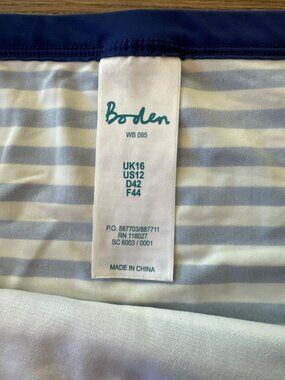 Boden
WB 085
UK16
US12
D42
F44
P.O. 887703/887711
RN 118027
SC 6003 / 0001
MADE IN CHINA